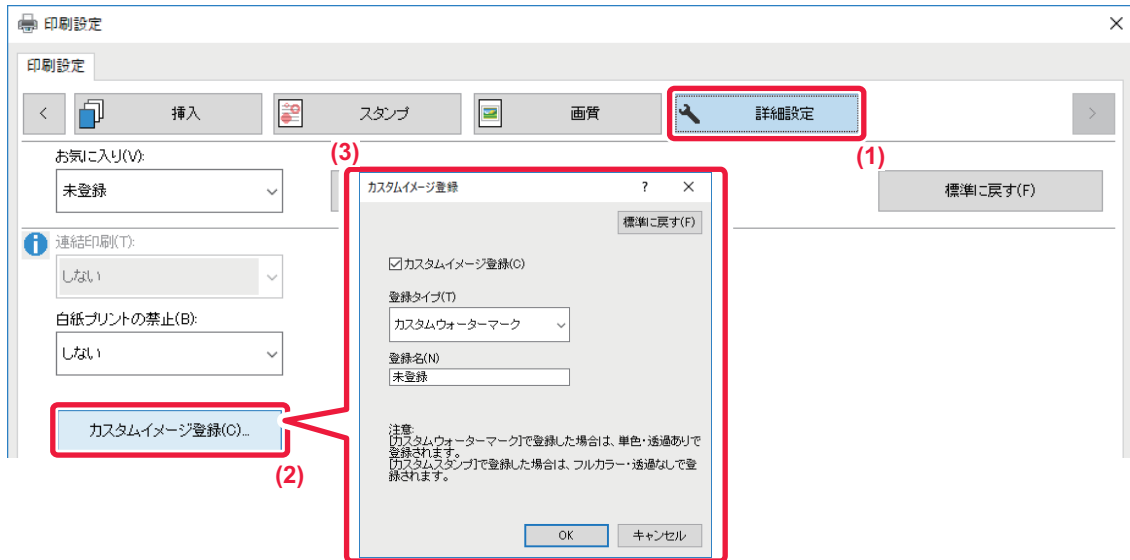 印刷設定
×
印刷設定
<
挿入
スタンプ
画質
詳細設定
>
(1)
お気に入り(V):
未登録
標準に戻す(F)
連結印刷(T):
しない
白紙プリントの禁止(B):
しない
カスタムイメージ登録(C)...
(2)
(3)
カスタムイメージ登録
?
×
標準に戻す(F)
カスタムイメージ登録(C)
登録タイプ(T)
カスタムウォーターマーク
登録名(N)
未登録
注意:
[カスタムウォーターマーク]で登録した場合は、単色・透過ありで
登録されます。
[カスタムスタンプ]で登録した場合は、フルカラー・透過なしで登
録されます。
OK
キャンセル